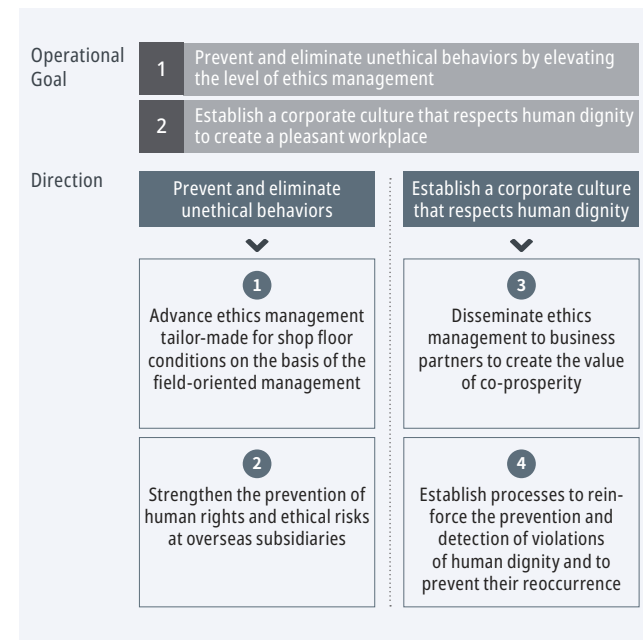 Operational
Goal
1
Prevent and eliminate unethical behaviors by elevating
the level of ethics management
2
Establish a corporate culture that respects human dignity
to create a pleasant workplace
Direction
Prevent and eliminate
unethical behaviors
1
Advance ethics management
tailor-made for shop floor
conditions on the basis of the
field-oriented management
2
Strengthen the prevention of
human rights and ethical risks
at overseas subsidiaries
Establish a corporate culture
that respects human dignity
3
Disseminate ethics
management to business
partners to create the value
of co-prosperity
4
Establish processes to rein-
force the prevention and
detection of violations
of human dignity and to
prevent their reoccurrence